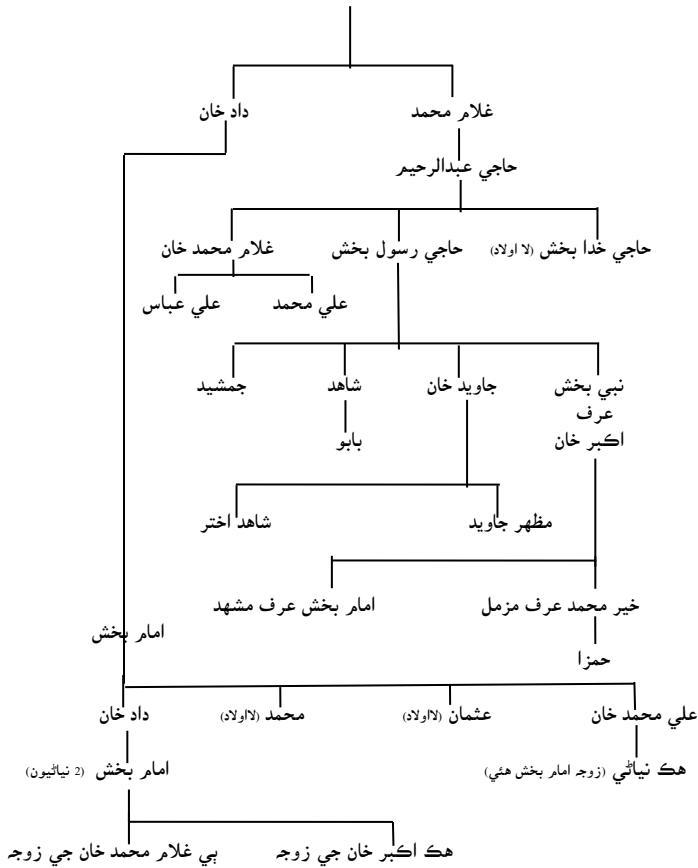 غلام محمد
داد خان
حاجي عبدالرحيم
حاجي خدا بخش (لا اولاد)
حاجي رسول بخش
غلام محمد خان
علي محمد
علي عباس
نبي بخش
عرف
اڪبر خان
جاويد خان
شاهد
جمشيد
بابو
مظهر جاويد
شاهد اختر
خير محمد عرف مزمل
امام بخش عرف مشهد
امام بخش
حمزا
علي محمد خان
عثمان (لااولاد)
محمد (لااولاد)
داد خان
هڪ نياڻي (زوجہ امام بخش هئي)
امام بخش (2 نياڻيون)
هڪ اڪبر خان جي زوجہ
ٻي غلام محمد خان جي زوجہ